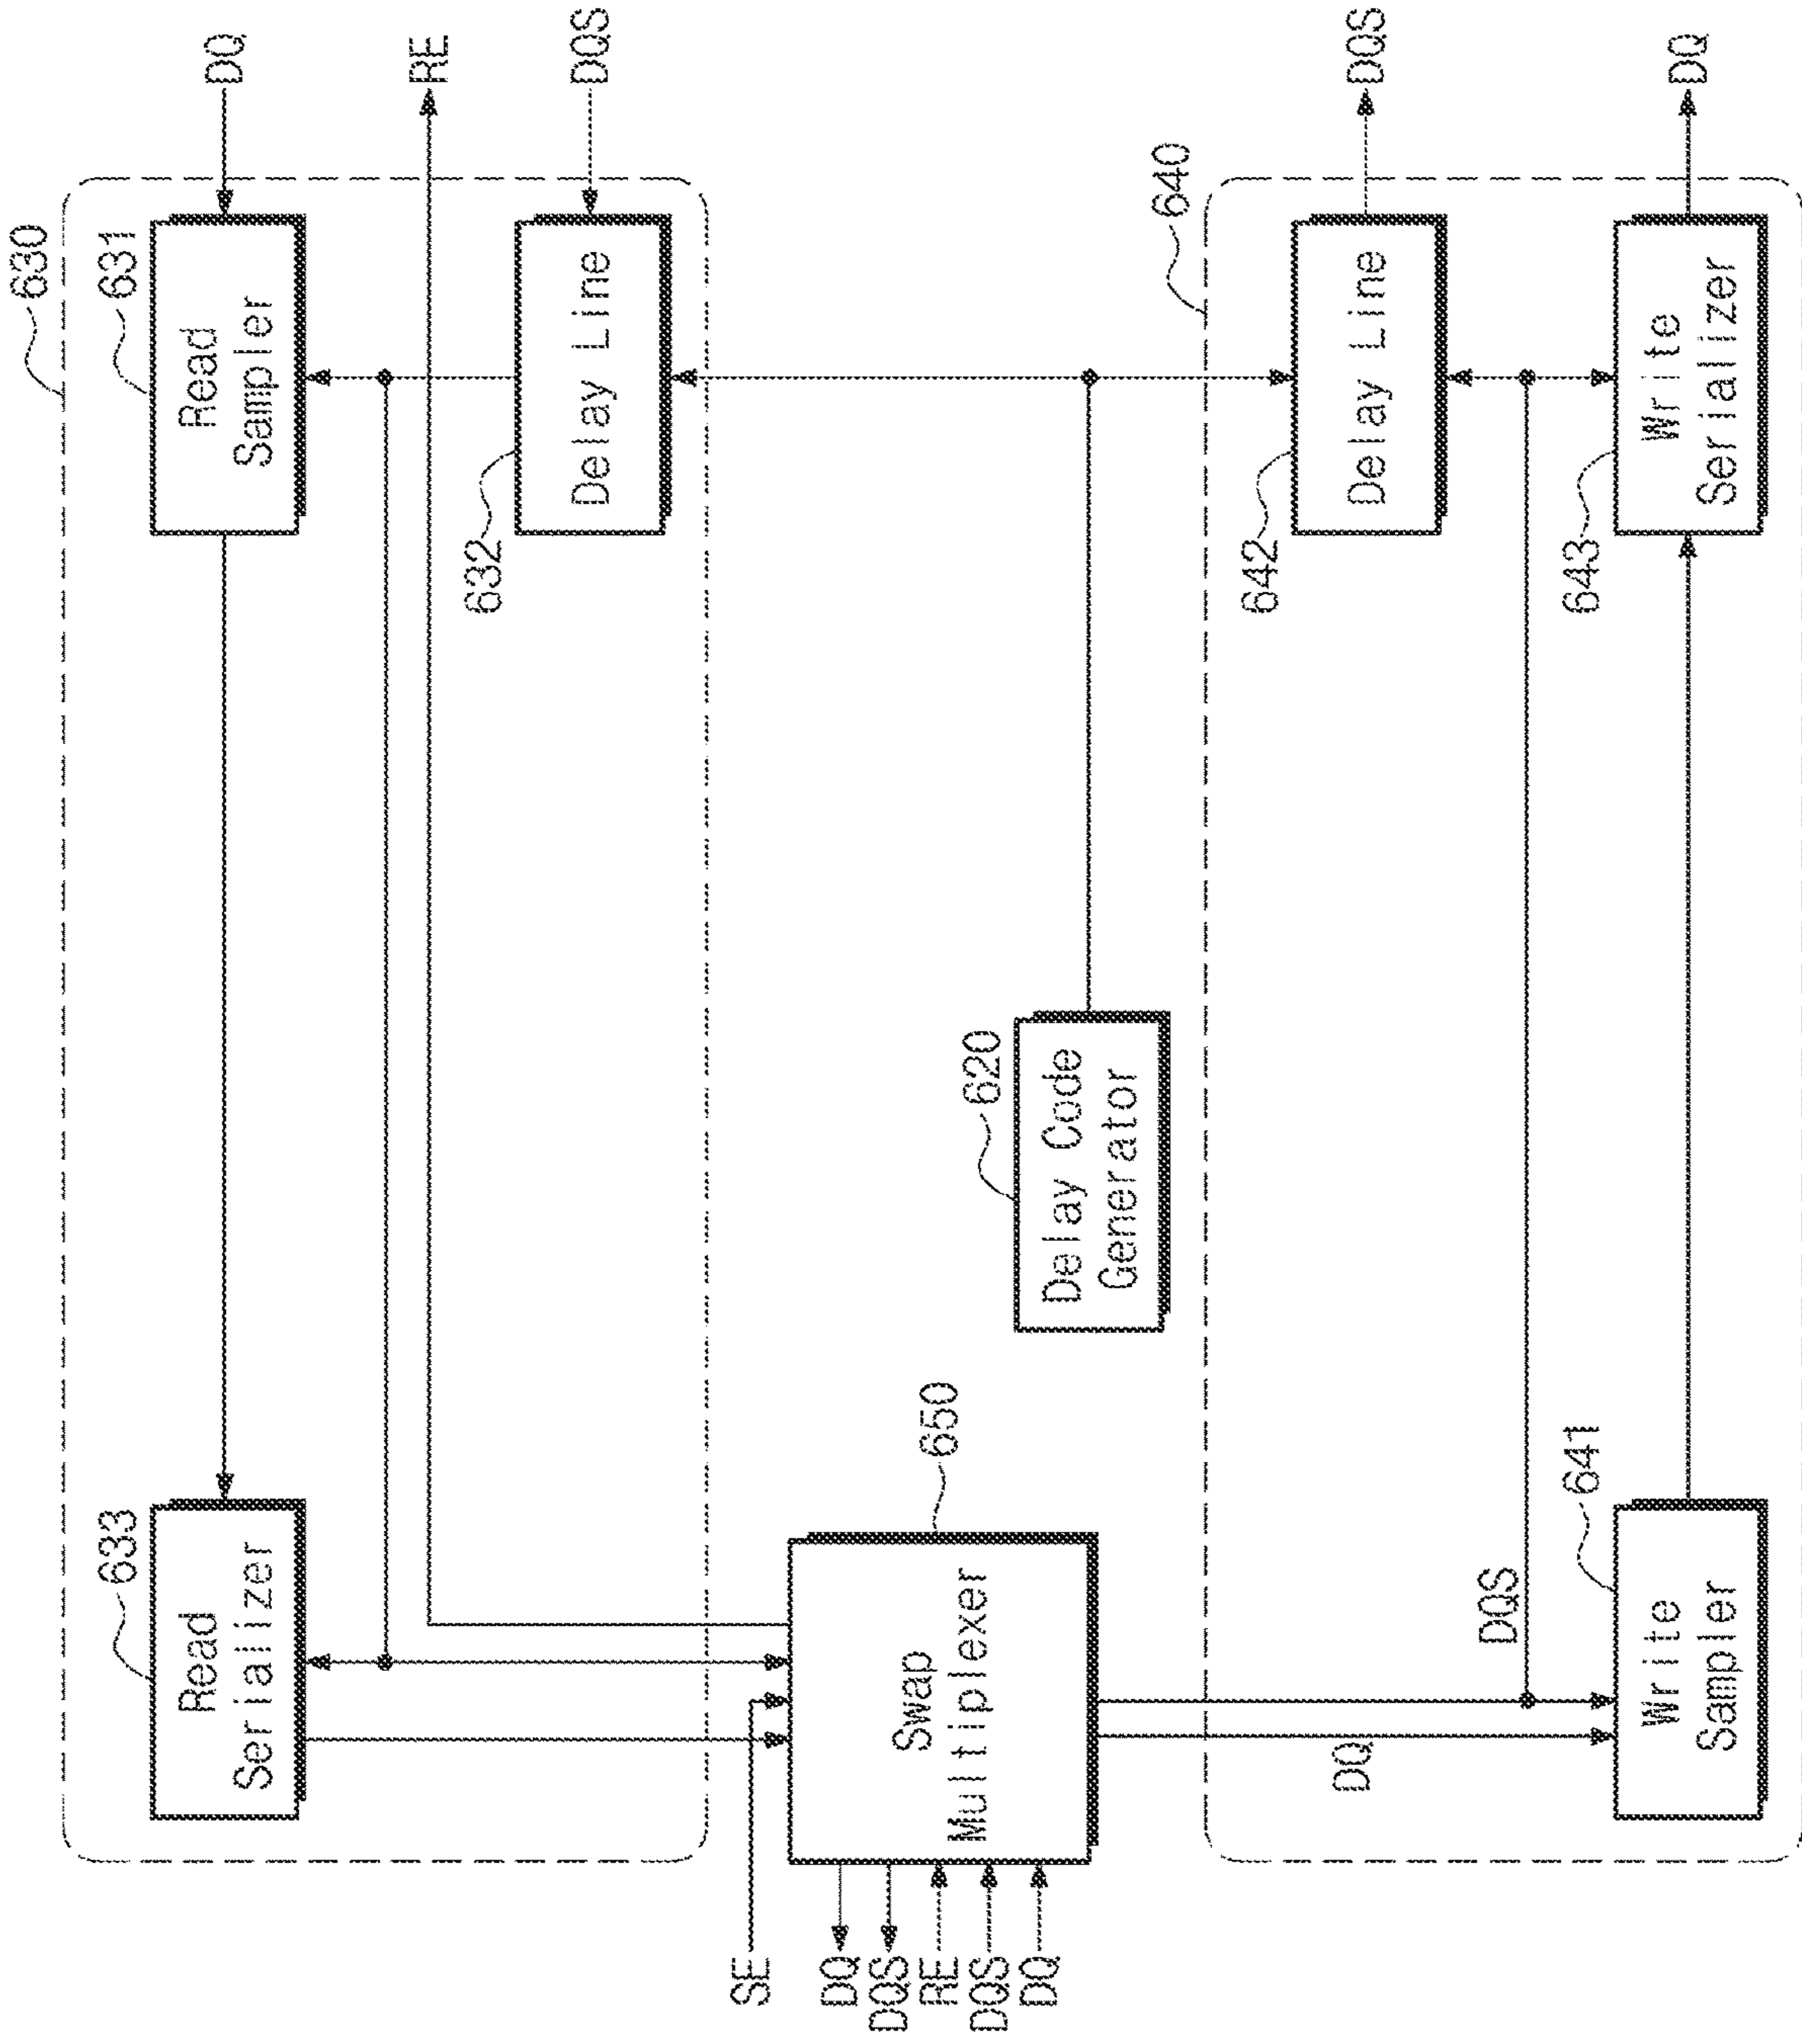 630
631
Read
Sampler
DQ
RE
632
Delay Line
DQS
633
Read
Serializer
620
Delay Code
Generator
SE
DQ
DQS
RE
DQS
DQ
Swap
Multiplexer
650
640
642
Delay Line
DQS
DQS
DQ
641
Write
Sampler
643
Write
Serializer
DQ